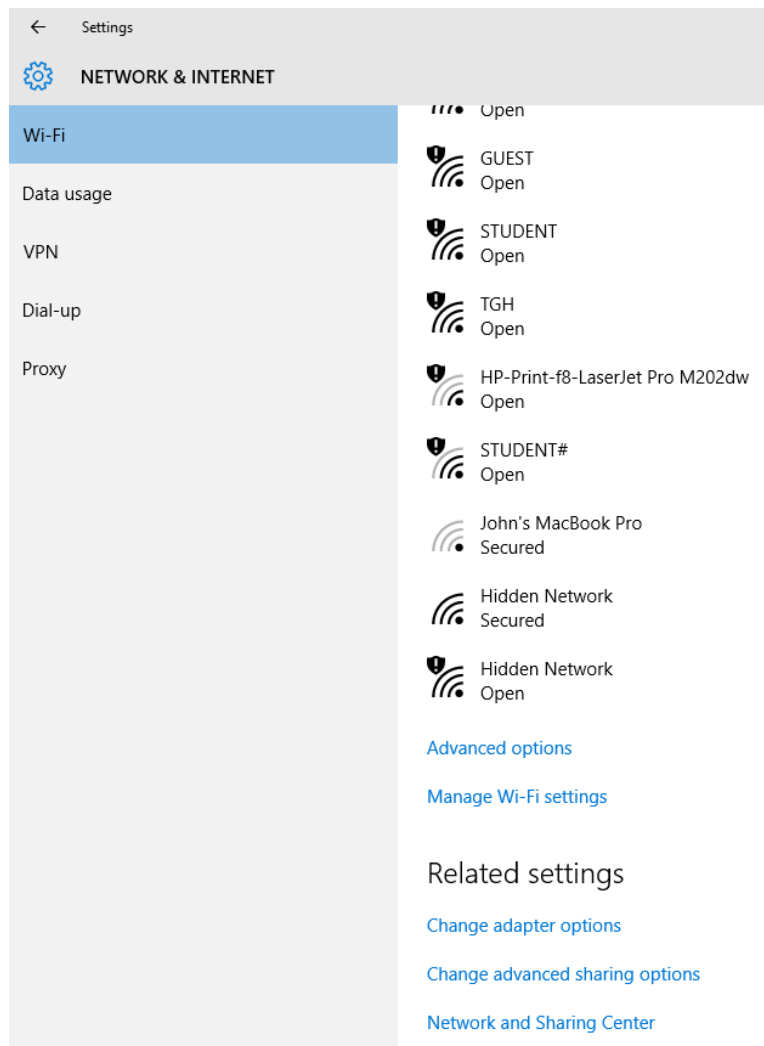 Settings
NETWORK & INTERNET
Wi-Fi
Data usage
VPN
Dial-up
Proxy
Open
GUEST
Open
STUDENT
Open
TGH
Open
HP-Print-f8-LaserJet Pro M202dw
Open
STUDENT#
Open
John's MacBook Pro
Secured
Hidden Network
Secured
Hidden Network
Open
Advanced options
Manage Wi-Fi settings
Related settings
Change adapter options
Change advanced sharing options
Network and Sharing Center